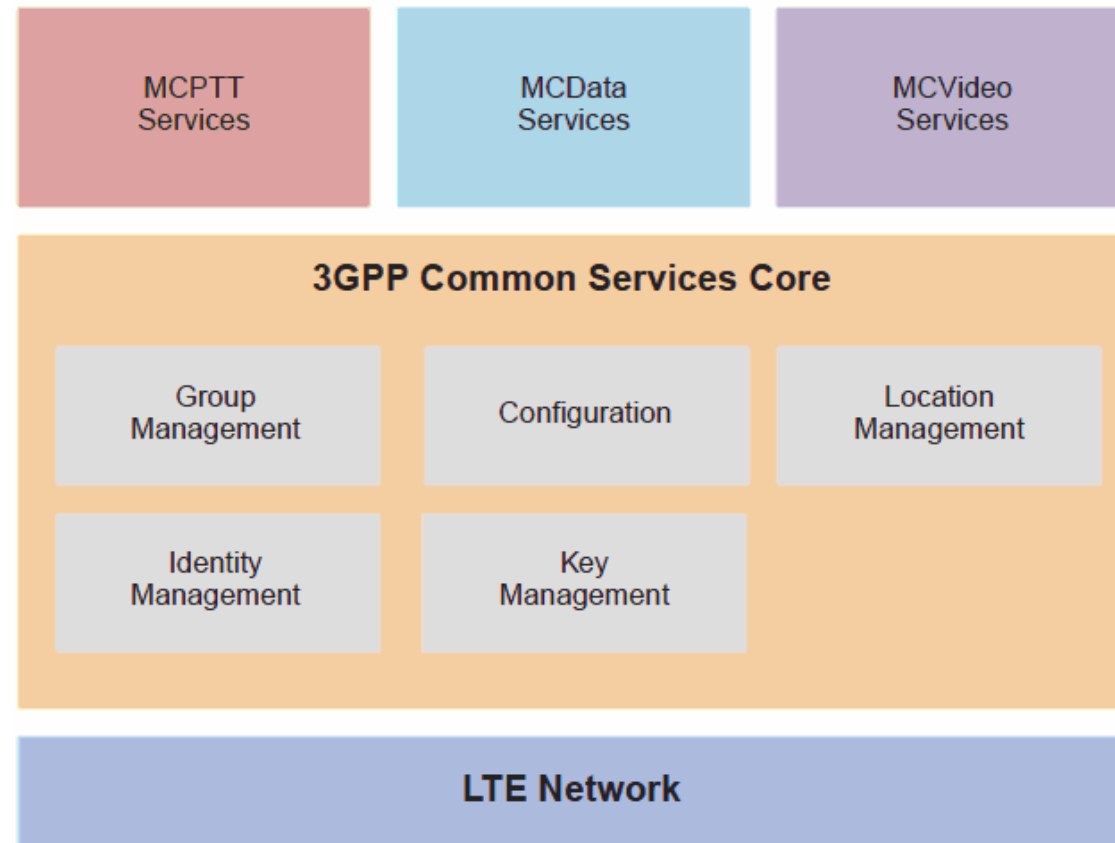 MCPTT
Services
MCData
Services
MCVideo
Services
3GPP Common Services Core
Group
Management
Configuration
Location
Management
Identity
Management
Key
Management
LTE Network